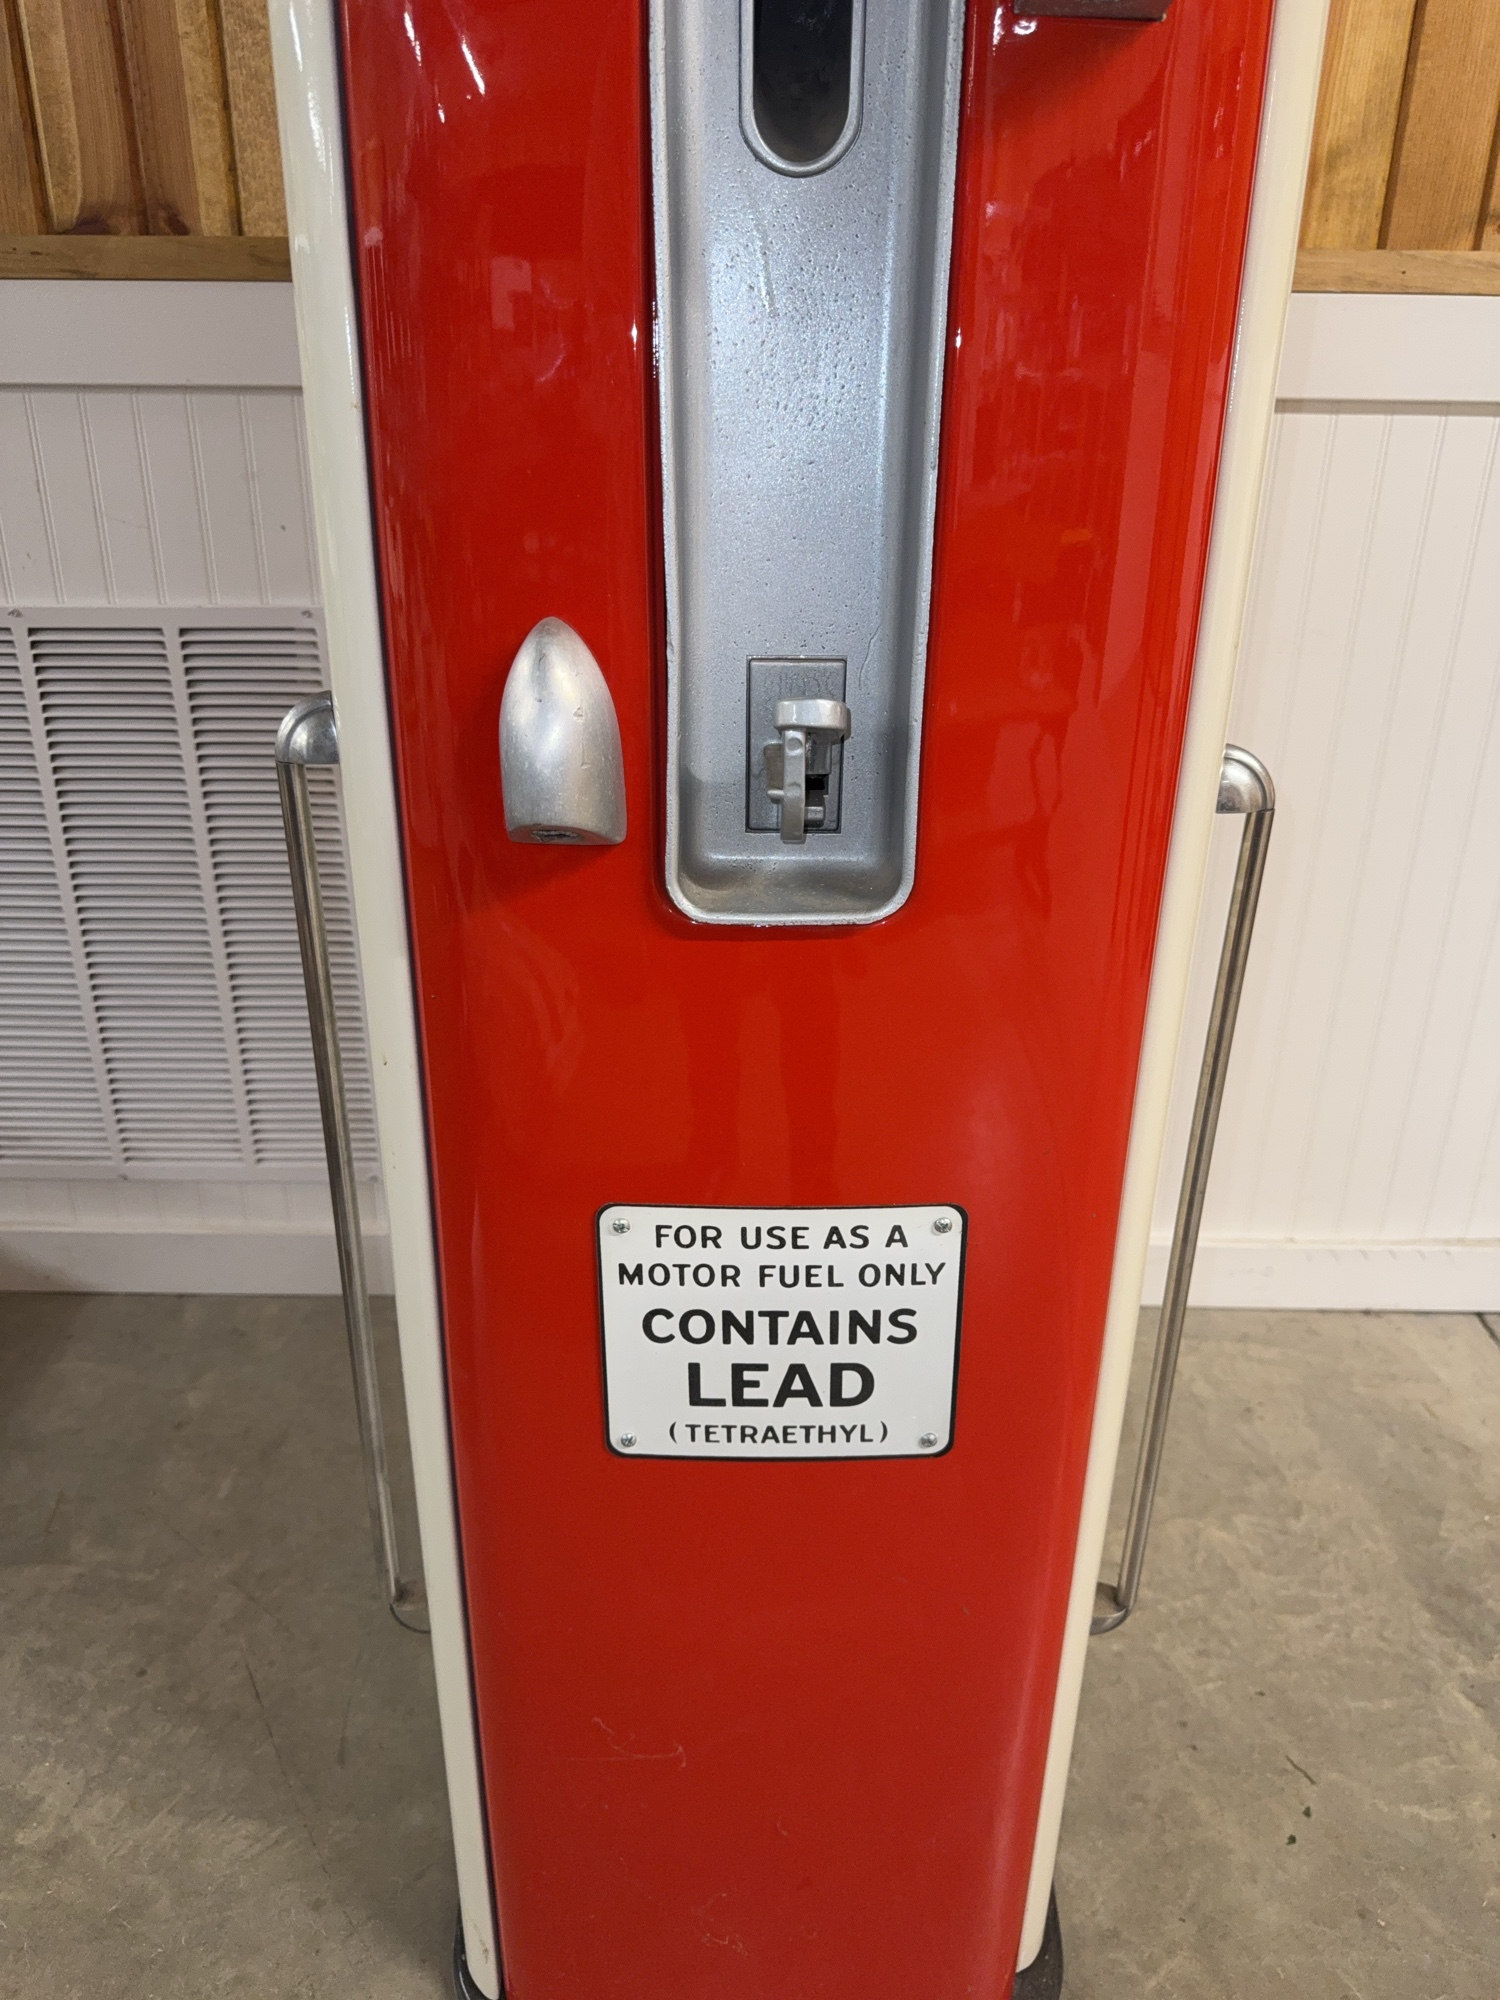 FOR USE AS A
MOTOR FUEL ONLY
CONTAINS
LEAD
(TETRAETHYL)